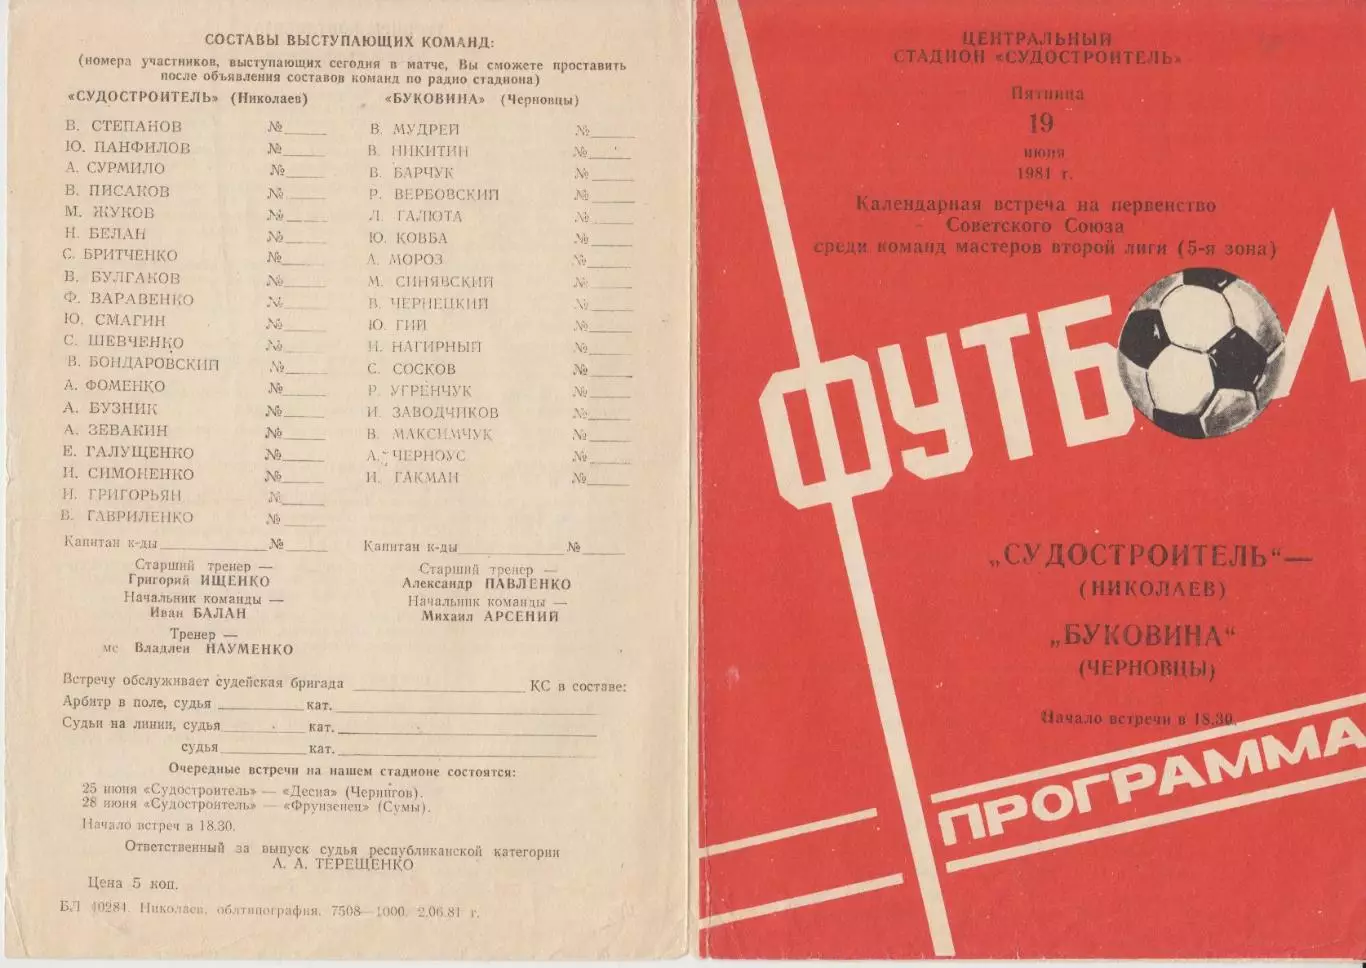 СОСТАВЫ ВЫСТУПАЮЩИХ КОМАНД:
(номера участников, выступающих сегодня в матче, Вы сможете проставить
после объявления составов команд по радио стадиона)
«СУДОСТРОИТЕЛЬ» (Николаев)
В. СТЕПАНОВ №
Ю. ПАНФИЛОВ №
А. СУРМИЛО №
В. ПИСАКОВ №
М. ЖУКОВ №
Н. БЕЛАН №
С. БРИТЧЕНКО №
В. БУЛГАКОВ №
Ф. ВАРАВЕНКО №
Ю. СМАГИН №
С. ШЕВЧЕНКО №
В. БОНДАРОВСКИЙ №
А. ФОМЕНКО №
А. БУЗНИК №
А. ЗЕВАКИН №
Е. ГАЛУЩЕНКО №
И. СИМОНЕНКО №
И. ГРИГОРЬЯН №
В. ГАВРИЛЕНКО №
Капитан к-ды №
Старший тренер —
Григорий ИЩЕНКО
Начальник команды —
Иван БАЛАН
Тренер —
мс Владлен НАУМЕНКО
«БУКОВИНА» (Черновцы)
В. МУДРЕЙ №
В. НИКИТИН №
В. БАРЧУК №
Р. ВЕРБОВСКИЙ №
Л. ГАЛЮТА №
Ю. КОВБА №
А. МОРОЗ №
М. СИНЯВСКИЙ №
В. ЧЕРНЕЦКИЙ №
Ю. ГИЙ №
И. НАГИРНЫЙ №
С. СОСКОВ №
Р. УГРЕНЧУК №
И. ЗАВОДЧИКОВ №
В. МАКСИМЧУК №
А. ЧЕРНОУС №
И. ГАКМАН №
Капитан к-ды №
Старший тренер —
Александр ПАВЛЕНКО
Начальник команды —
Михаил АРСЕНИЙ
Встречу обслуживает судейская бригада КС в составе:
Арбитр в поле, судья кат.
Судьи на линии, судья кат.
судья кат.
Очередные встречи на нашем стадионе состоятся:
25 июня «Судостроитель» — «Десна» (Чернигов).
28 июня «Судостроитель» — «Фрунзенец» (Сумы).
Начало встреч в 18.30.
Ответственный за выпуск судья республиканской категории
А. А. ТЕРЕЩЕНКО
Цена 5 коп.
БЛ 40284. Николаев, облтипография. 7508—1000. 2.06.81 г.
ЦЕНТРАЛЬНЫЙ
СТАДИОН «СУДОСТРОИТЕЛЬ»
Пятница
19
июня
1981 г.
Календарная встреча на первенство
Советского Союза
среди команд мастеров второй лиги (5-я зона)
ФУТБОЛ
„СУДОСТРОИТЕЛЬ“—
(НИКОЛАЕВ)
„БУКОВИНА“
(ЧЕРНОВЦЫ)
Начало встречи в 18.30.
ПРОГРАММА